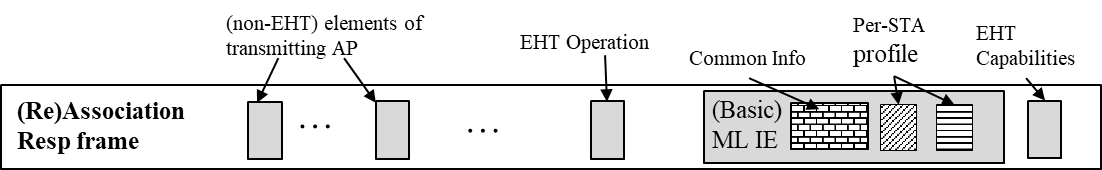 (non-EHT) elements of
transmitting AP
EHT Operation
Common Info
Per-STA
profile
EHT
Capabilities
(Re)Association
Resp frame
...
...
(Basic)
ML IE